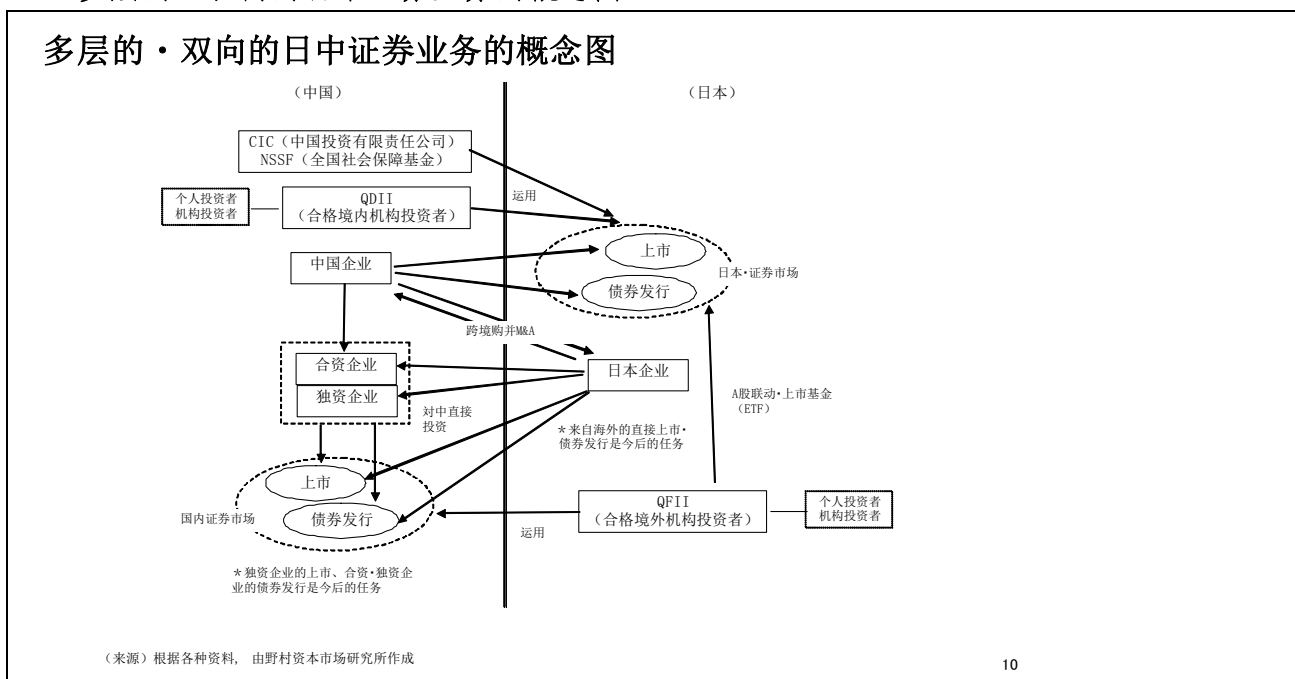 多层的・双向的日中证券业务的概念图
（中国）
（日本）
CIC（中国投资有限责任公司）
NSSF（全国社会保障基金）
个人投资者
机构投资者
QDII
（合格境内机构投资者）
运用
中国企业
上市
债券发行
日本・证券市场
跨境购并M&A
合资企业
独资企业
日本企业
对中直接
投资
A股联动・上市基金
（ETF）
＊来自海外的直接上市・
债券发行是今后的任务
上市
债券发行
国内证券市场
运用
QFII
（合格境外机构投资者）
个人投资者
机构投资者
＊独资企业的上市、合资・独资企
业的债券发行是今后的任务
（来源）根据各种资料, 由野村资本市场研究所作成
10